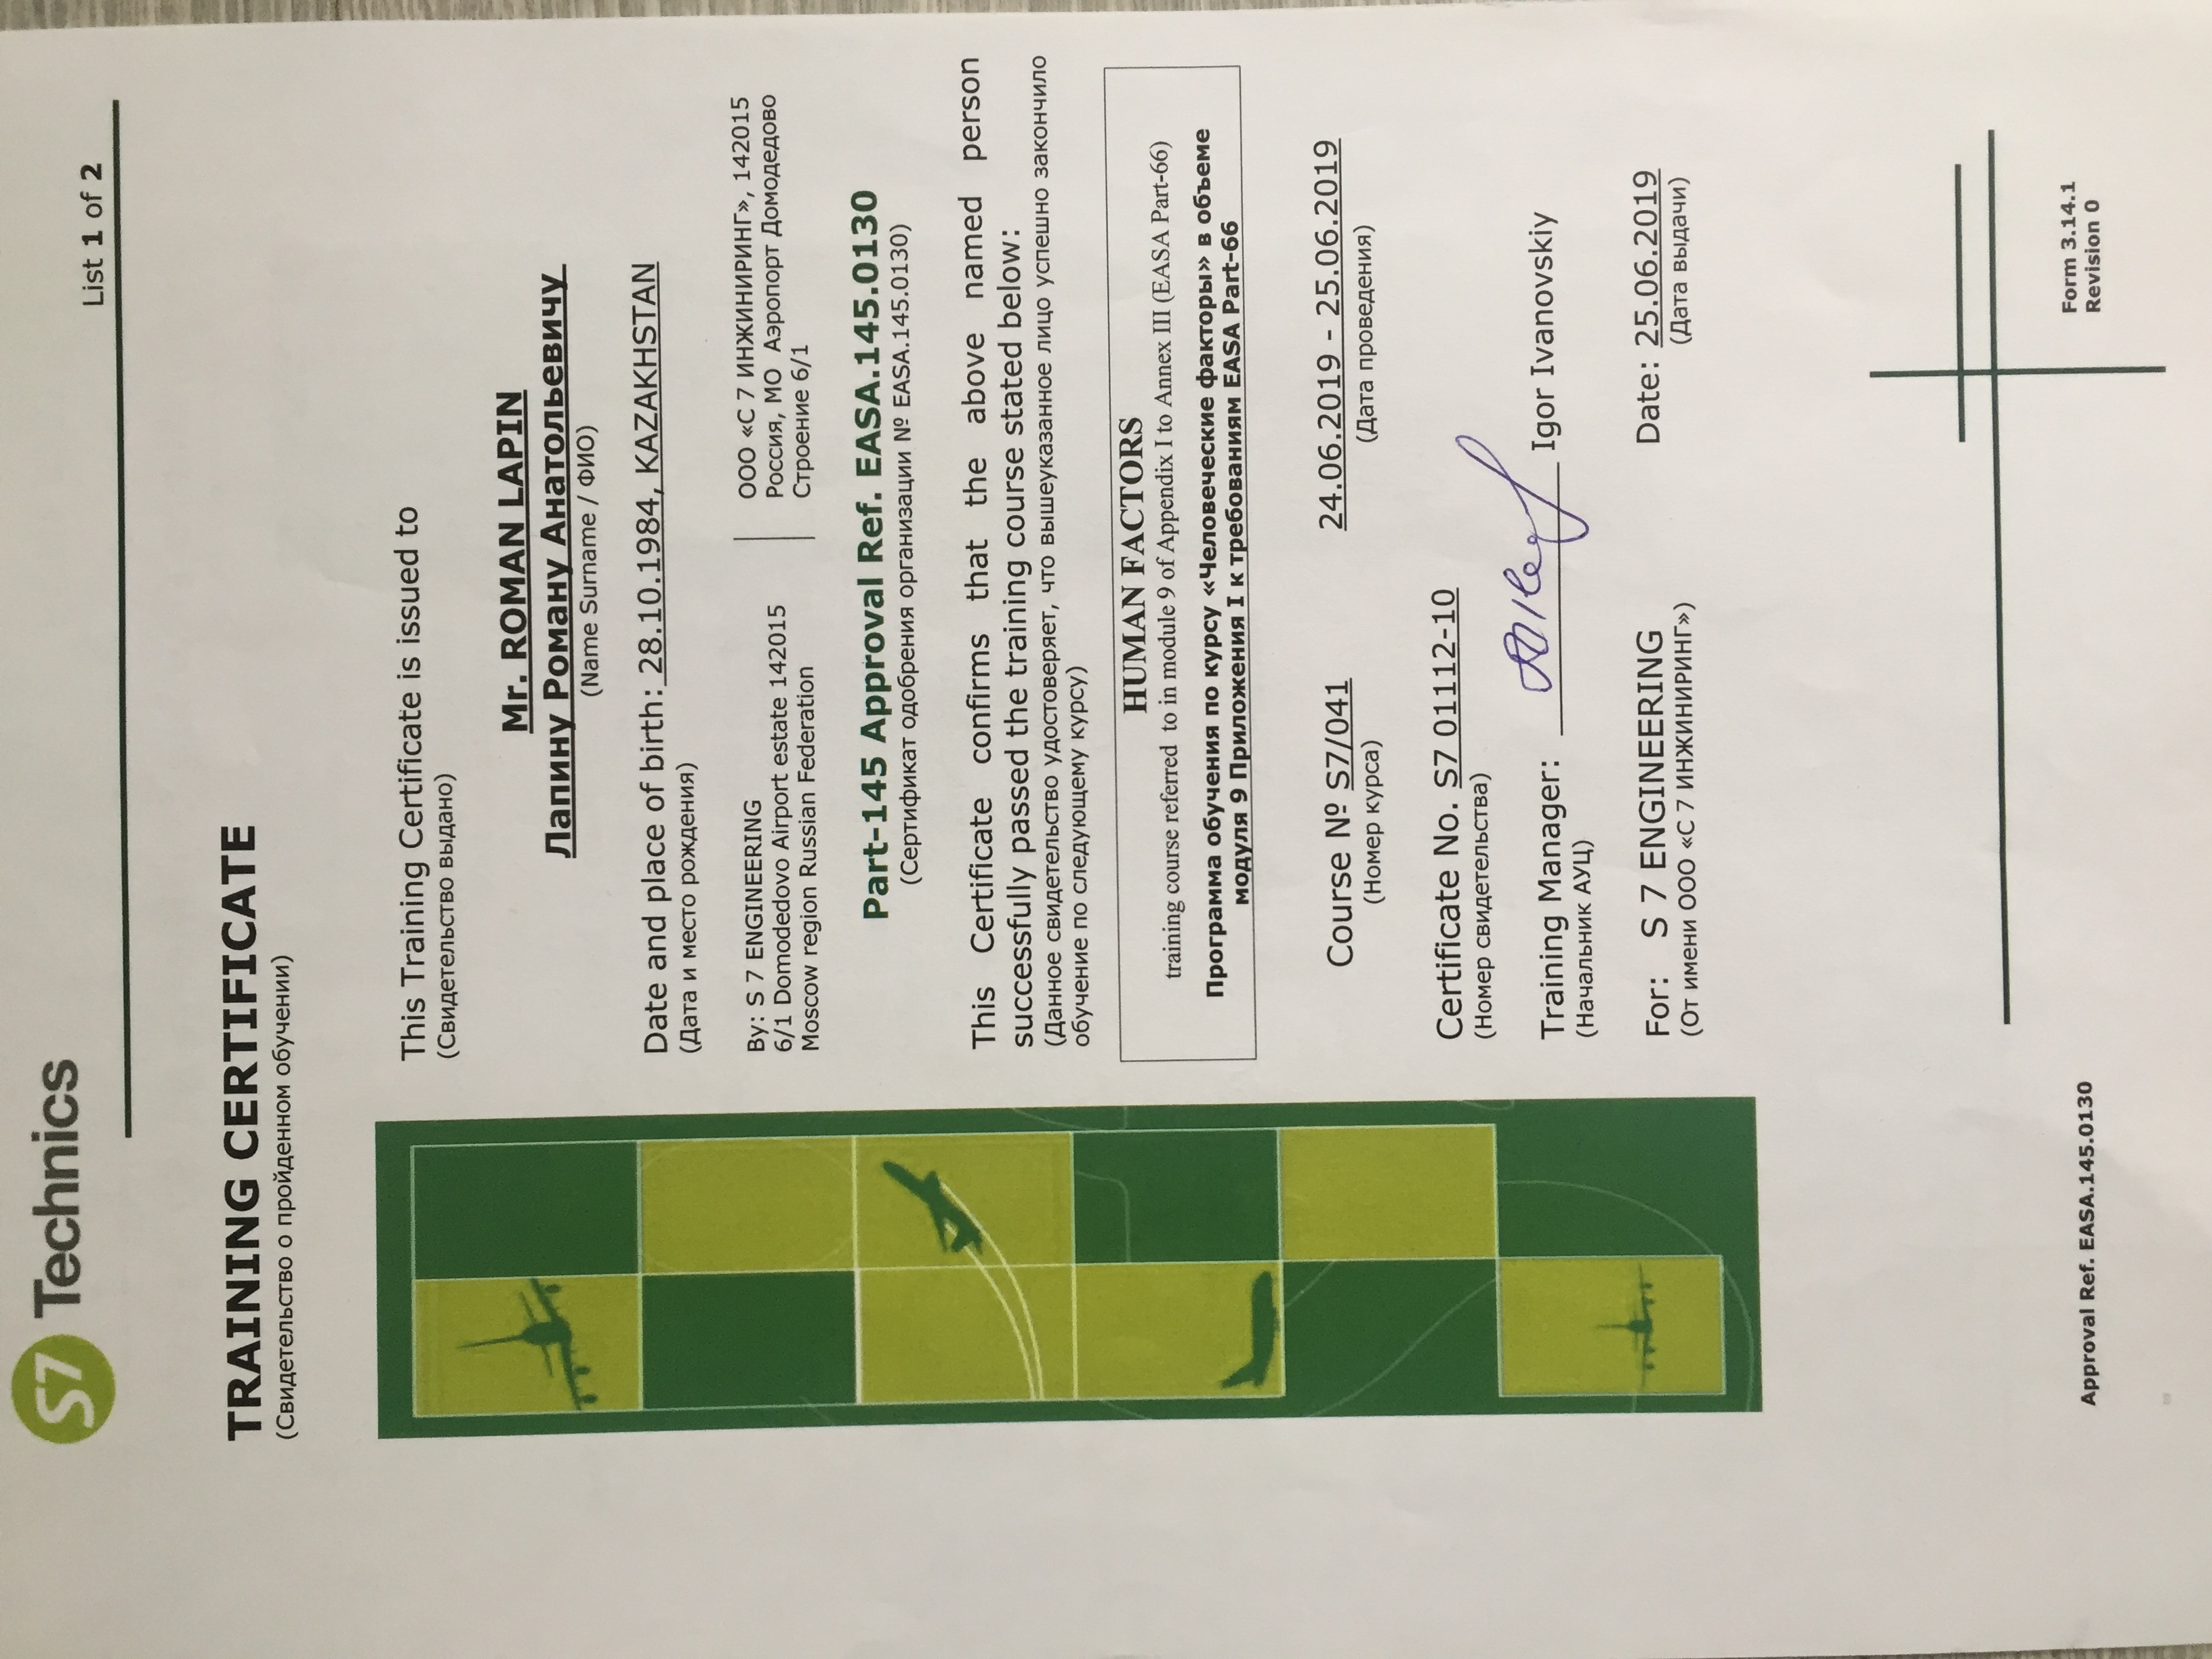 S7 Technics
List 1 of 2
TRAINING CERTIFICATE
(Свидетельство о пройденном обучении)
This Training Certificate is issued to
(Свидетельство выдано)
Mr. ROMAN LAPIN
Лапину Роману Анатольевичу
(Name Surname / ФИО)
Date and place of birth: 28.10.1984, KAZAKHSTAN
(Дата и место рождения)
By: S 7 ENGINEERING
6/1 Domodedovo Airport estate 142015
Moscow region Russian Federation
ООО «С 7 ИНЖИНИРИНГ», 142015
Россия, МО Аэропорт Домодедово
Строение 6/1
Part-145 Approval Ref. EASA.145.0130
(Сертификат одобрения организации № EASA.145.0130)
This Certificate confirms that the above named person
successfully passed the training course stated below:
(Данное свидетельство удостоверяет, что вышеуказанное лицо успешно закончило
обучение по следующему курсу)
HUMAN FACTORS
training course referred to in module 9 of Appendix I to Annex III (EASA Part-66)
Программа обучения по курсу «Человеческие факторы» в объеме
модуля 9 Приложения I к требованиям EASA Part-66
Course № S7/041
(Номер курса)
24.06.2019 - 25.06.2019
(Дата проведения)
Certificate No. S7 01112-10
(Номер свидетельства)
Training Manager: Igor Ivanovskiy
(Начальник АУЦ)
For: S 7 ENGINEERING
(От имени ООО «С 7 ИНЖИНИРИНГ»)
Date: 25.06.2019
(Дата выдачи)
Approval Ref. EASA.145.0130
Form 3.14.1
Revision 0